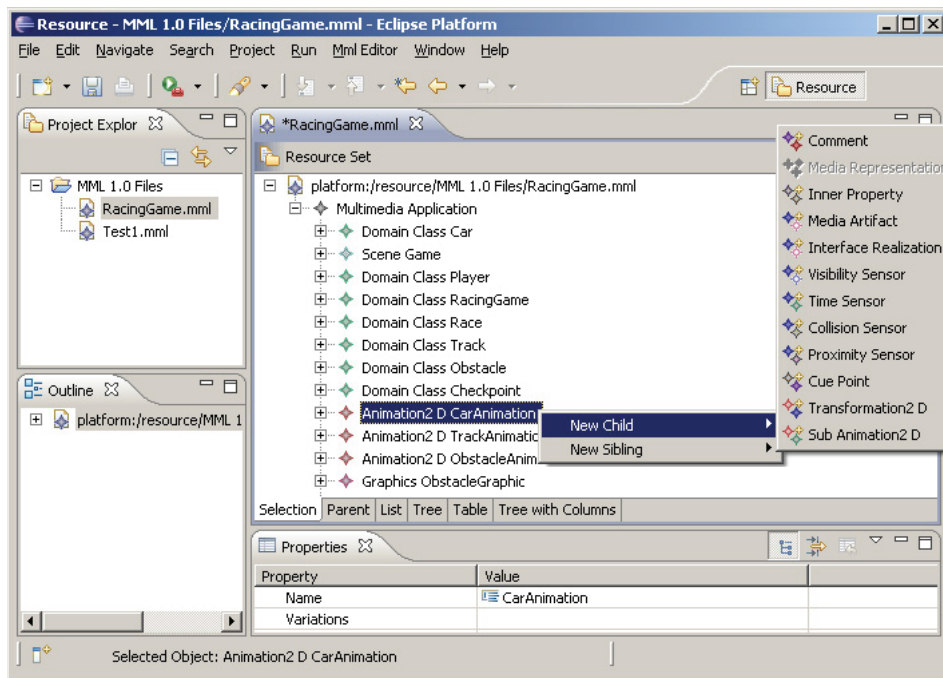 Resource - MML 1.0 Files/RacingGame.mml - Eclipse Platform
File Edit Navigate Search Project Run MmlEditor Window Help
Resource
Project Explor
MML 1.0 Files
RacingGame.mml
Test1.mml
Outline
platform:/resource/MML 1
*RacingGame.mml
Resource Set
platform:/resource/MML 1.0 Files/RacingGame.mml
Multimedia Application
Domain Class Car
Scene Game
Domain Class Player
Domain Class RacingGame
Domain Class Race
Domain Class Track
Domain Class Obstacle
Domain Class Checkpoint
Animation2 D CarAnimation
Animation2 D TrackAnimatic
Animation2 D ObstacleAnim
Graphics ObstacleGraphic
New Child
New Sibling
Comment
Media Representation
Inner Property
Media Artifact
Interface Realization
Visibility Sensor
Time Sensor
Collision Sensor
Proximity Sensor
Cue Point
Transformation2 D
Sub Animation2 D
Selection Parent List Tree Table Tree with Columns
Properties
Property Value
Name CarAnimation
Variations
Selected Object: Animation2 D CarAnimation